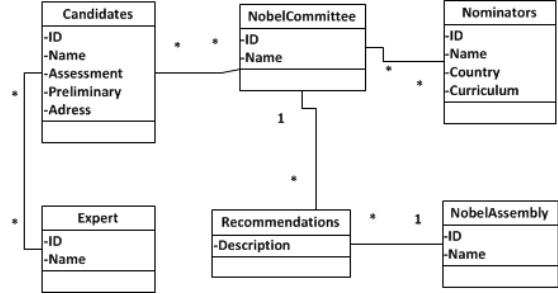 Candidates
-ID
-Name
-Assessment
-Preliminary
-Adress
*
*
NobelCommittee
-ID
-Name
*
*
Nominators
-ID
-Name
-Country
-Curriculum
*
*
1
*
Expert
-ID
-Name
Recommendations
-Description
*
1
NobelAssembly
-ID
-Name